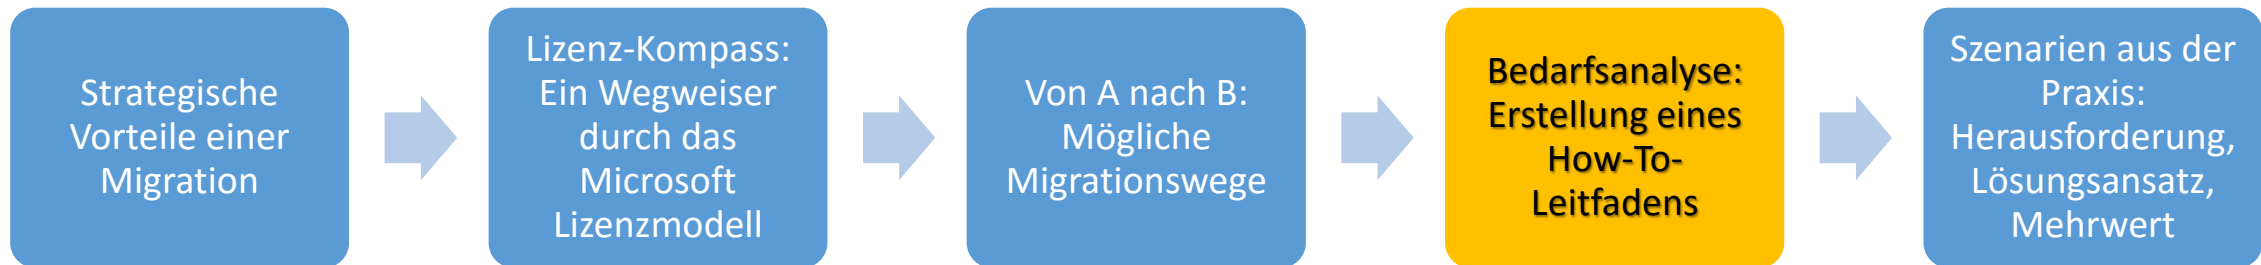 Strategische
Vorteile einer
Migration
Lizenz-Kompass:
Ein Wegweiser
durch das
Microsoft
Lizenzmodell
Von A nach B:
Mögliche
Migrationswege
Bedarfsanalyse:
Erstellung eines
How-To-
Leitfadens
Szenarien aus der
Praxis:
Herausforderung,
Lösungsansatz,
Mehrwert